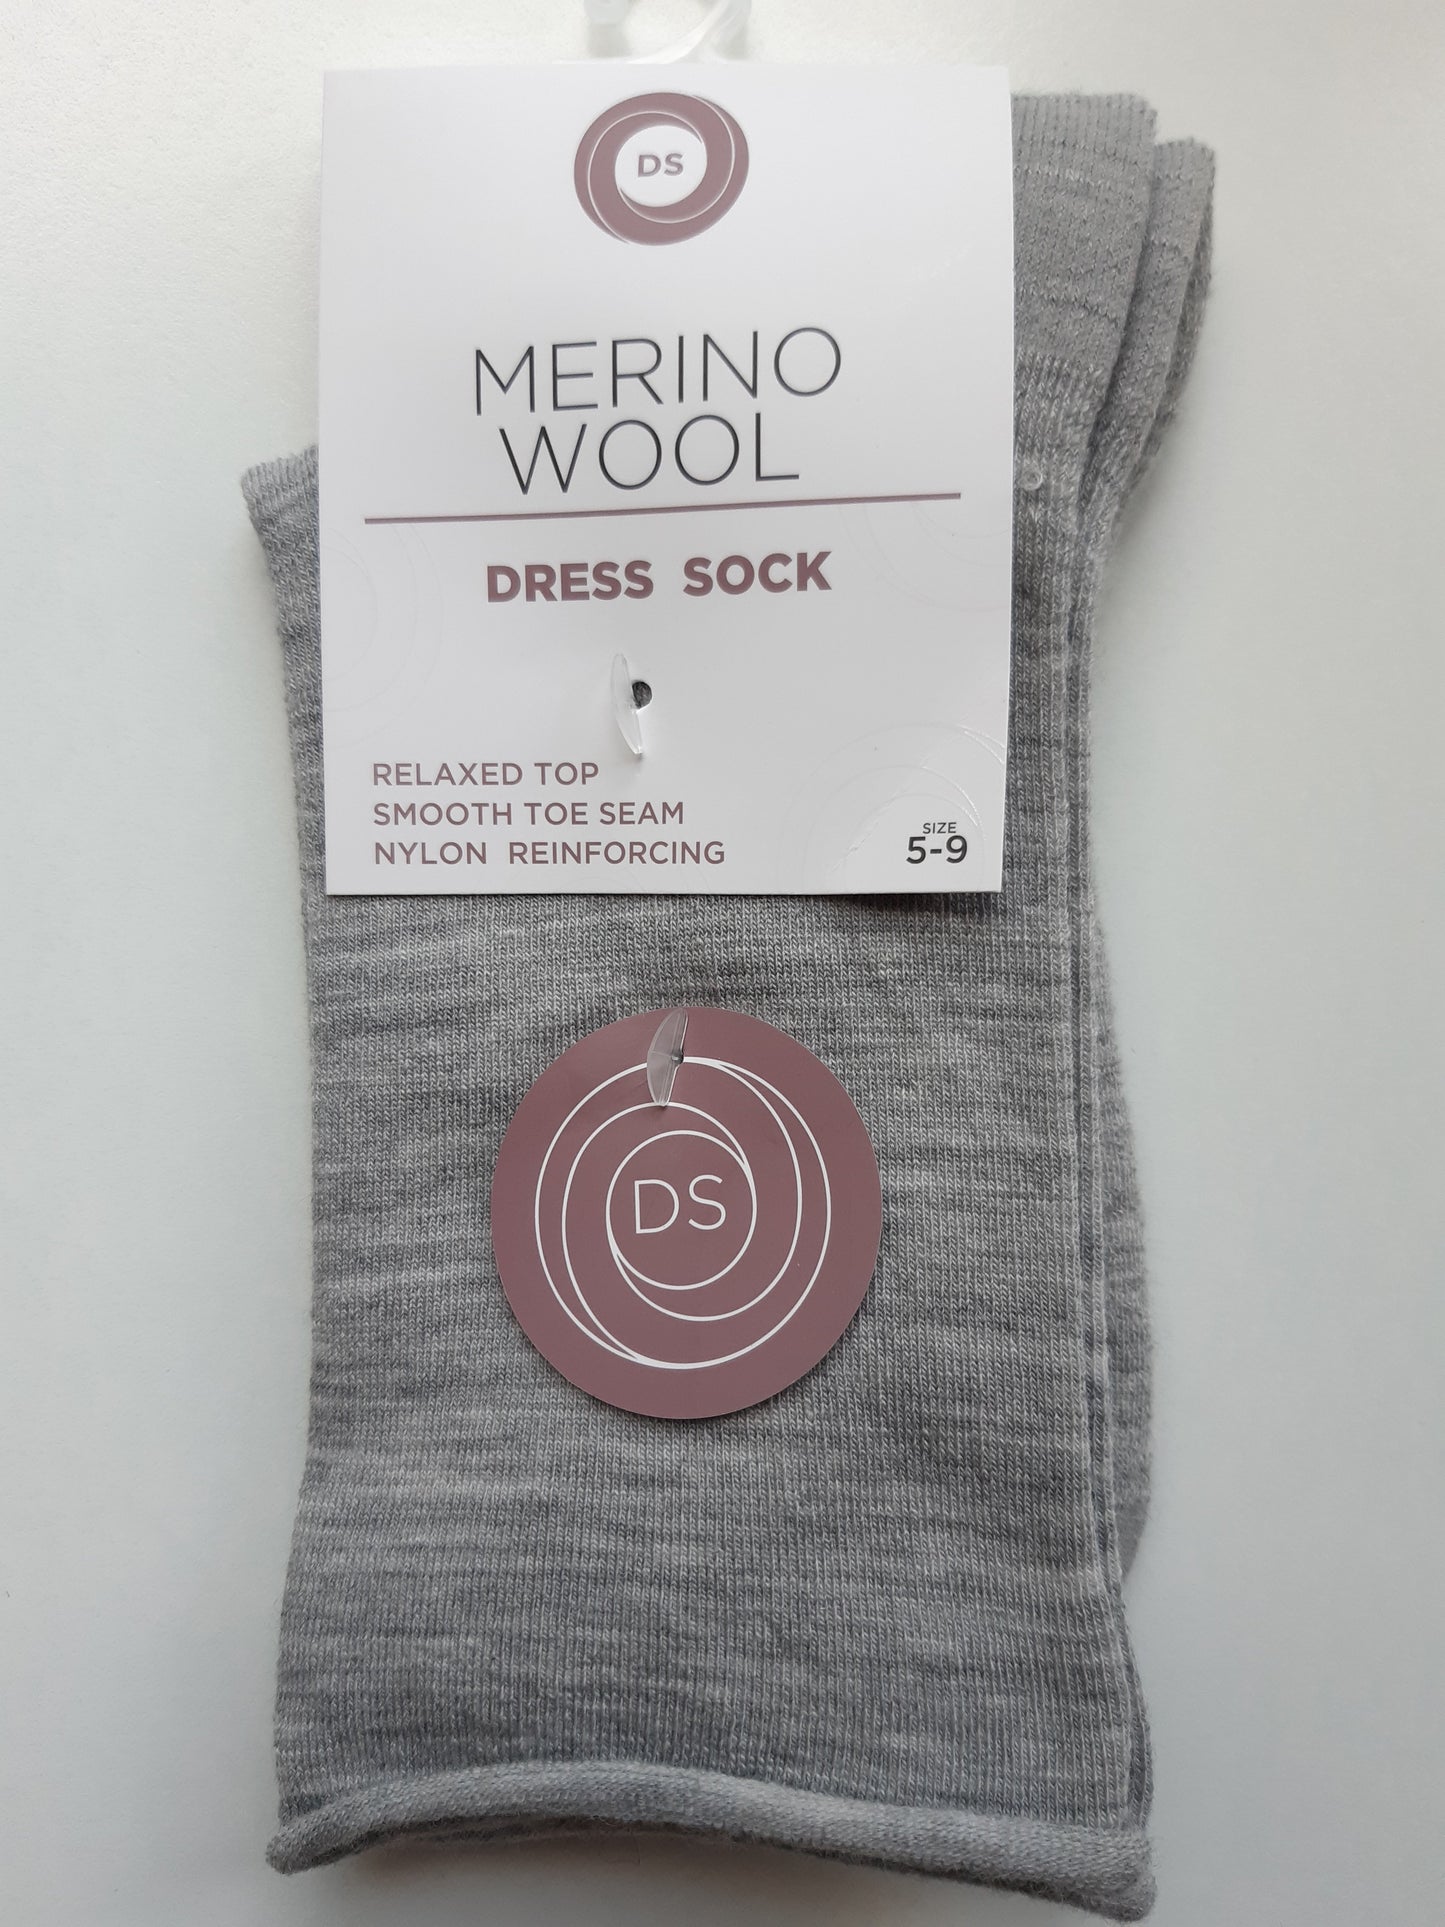 DS
MERINO
WOOL
DRESS SOCK
RELAXED TOP
SMOOTH TOE SEAM
NYLON REINFORCING
SIZE
5-9
DS